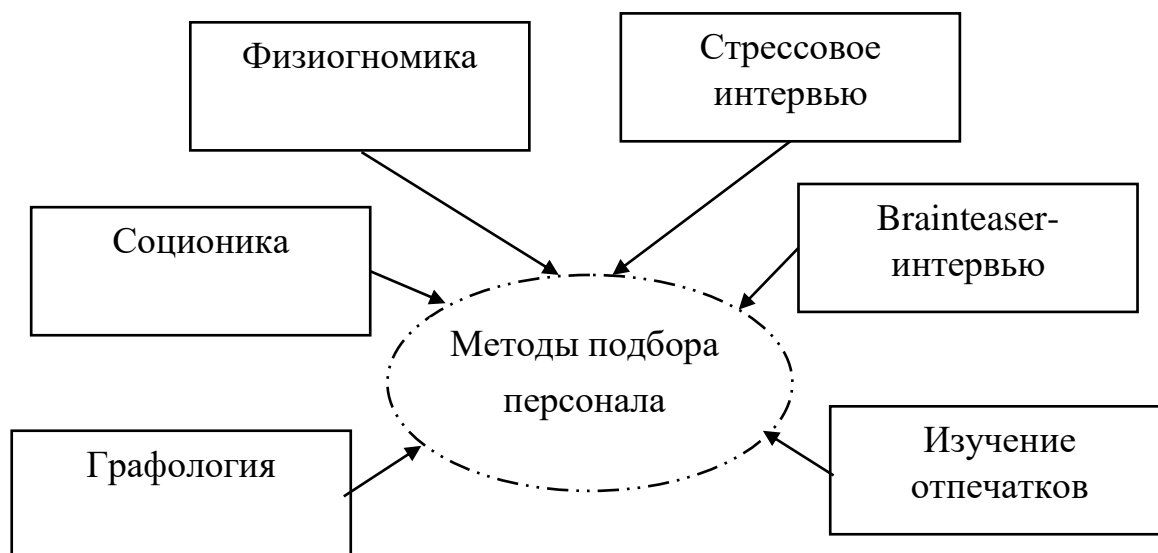 Физиогномика
Стрессовое
интервью
Соционика
Brainteaser-
интервью
Методы подбора
персонала
Графология
Изучение
отпечатков